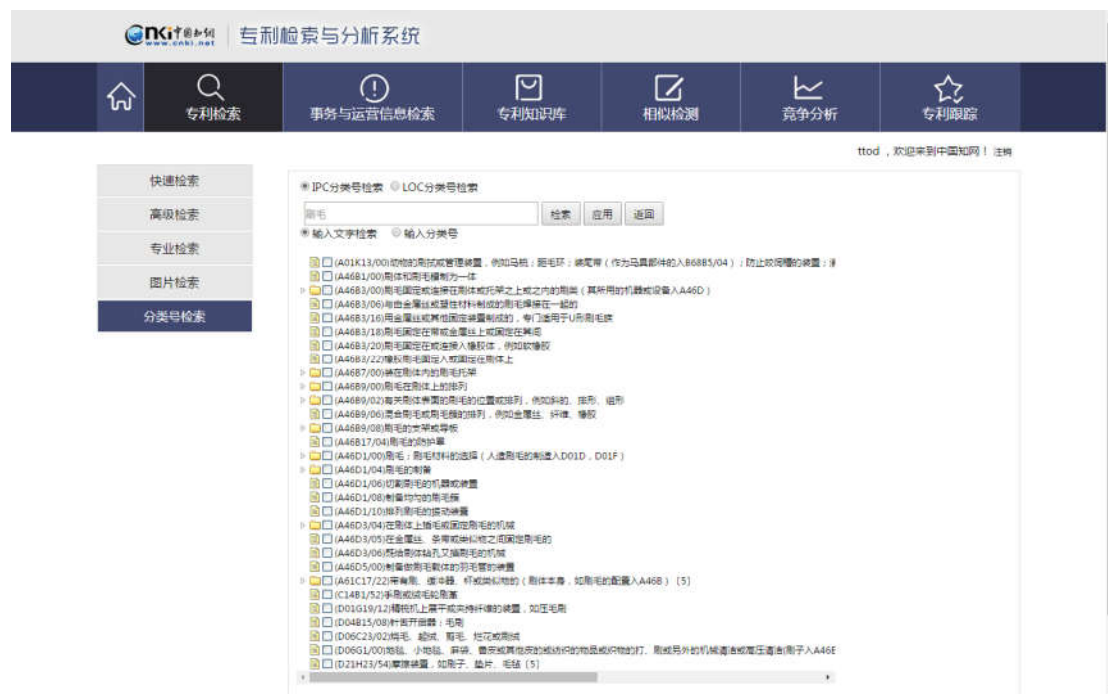 CNKI中国知网
www.cnki.net
专利检索与分析系统
专利检索
事务与运营信息检索
专利知识库
相似检测
竞争分析
专利跟踪
ttod ，欢迎来到中国知网！ 注销
快速检索
高级检索
专业检索
图片检索
分类号检索
IPC分类号检索 LOC分类号检索
刷毛 检索 应用 返回
输入文字检索 输入分类号
(A01K13/00)动物的刷拭或管理装置，例如马梳；距毛环；装尾带（作为马具部件的入B68B5/04）；防止咬饲槽的装置；
(A46B1/00)刷体和刷毛模制为一体
(A46B3/00)刷毛固定或连接在刷体或托架之上或之内的刷类（其所用的机器或设备入A46D）
(A46B3/06)与由金属丝或塑性材料制成的刷毛焊接在一起的
(A46B3/16)用金属丝或其他固定装置制成的，专门适用于U形刷毛簇
(A46B3/18)刷毛固定在带或金属丝上或固定在其间
(A46B3/20)刷毛固定在或连接入橡胶体，例如软橡胶
(A46B3/22)橡胶刷毛固定入或固定在刷体上
(A46B7/00)装在刷体内的刷毛托架
(A46B9/00)刷毛在刷体上的排列
(A46B9/02)有关刷体表面的刷毛的位置或排列，例如斜的、排形、组形
(A46B9/06)混合刷毛或刷毛簇的排列，例如金属丝、纤维、橡胶
(A46B9/08)刷毛的支架或导板
(A46B17/04)刷毛的防护罩
(A46D1/00)刷毛；刷毛材料的选择（人造刷毛的制造入D01D，D01F）
(A46D1/04)刷毛的制备
(A46D1/06)切割刷毛的机器或装置
(A46D1/08)制备均匀的刷毛簇
(A46D1/10)排列刷毛的振动装置
(A46D3/04)在刷体上插毛或固定刷毛的机械
(A46D3/05)在金属丝、条带或类似物之间固定刷毛的
(A46D3/06)既给刷体钻孔又插刷毛的机械
(A46D5/00)制备做刷毛载体的羽毛管的装置
(A61C17/22)带有刷、缓冲器、杯或类似物的（刷体本身，如刷毛的配置入A46B）〔5〕
(C14B1/52)手刷或绒毛轮刷革
(D01G19/12)精梳机上展平或夹持纤维的装置，如压毛刷
(D04B15/08)针舌开启器；毛刷
(D06C23/02)烧毛、起绒、剪毛、烂花或刷绒
(D06G1/00)地毯、小地毯、麻袋、兽皮或其他皮的或纺织的物品或织物的打、刷或另外的机械清洁或高压清洁(刷子入A46B
(D21H23/54)摩擦装置，如刷子、垫片、毛毡〔5〕